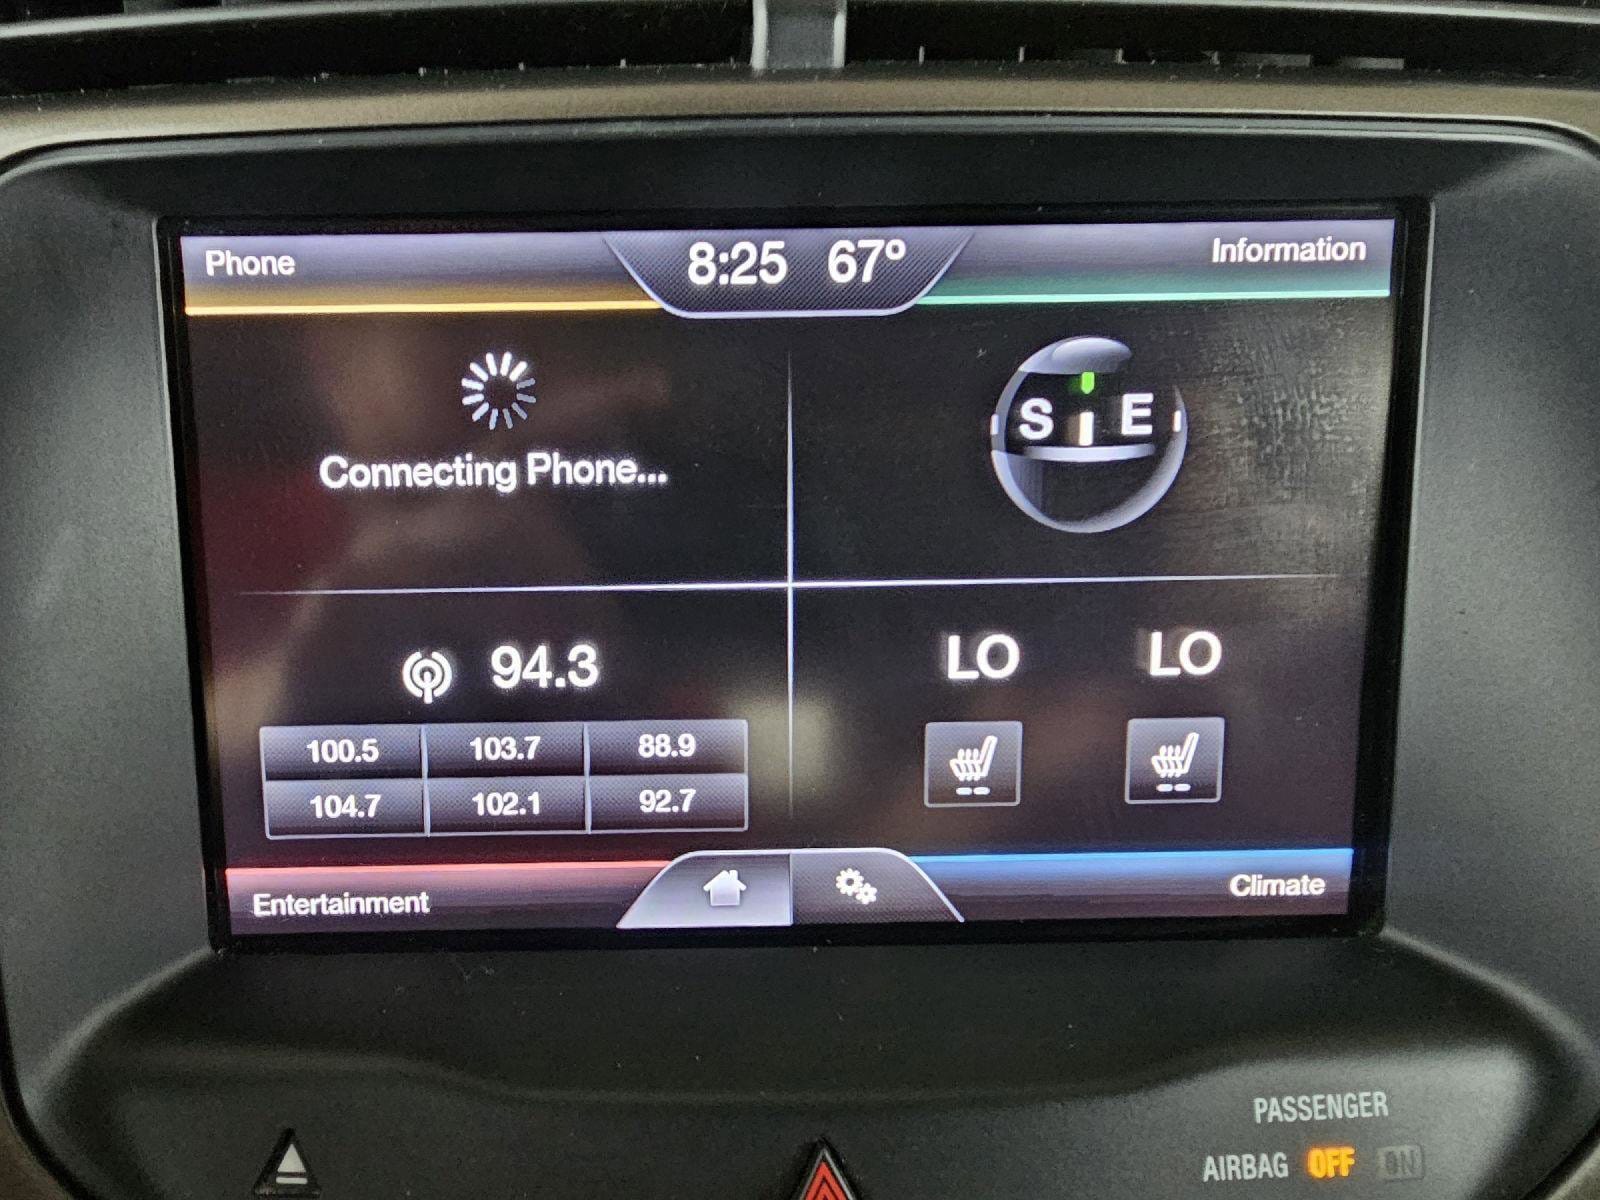 Phone 8:25 67° Information
Connecting Phone...
S E
94.3
LO LO
100.5 103.7 88.9
104.7 102.1 92.7
Entertainment Climate
PASSENGER
AIRBAG OFF ON